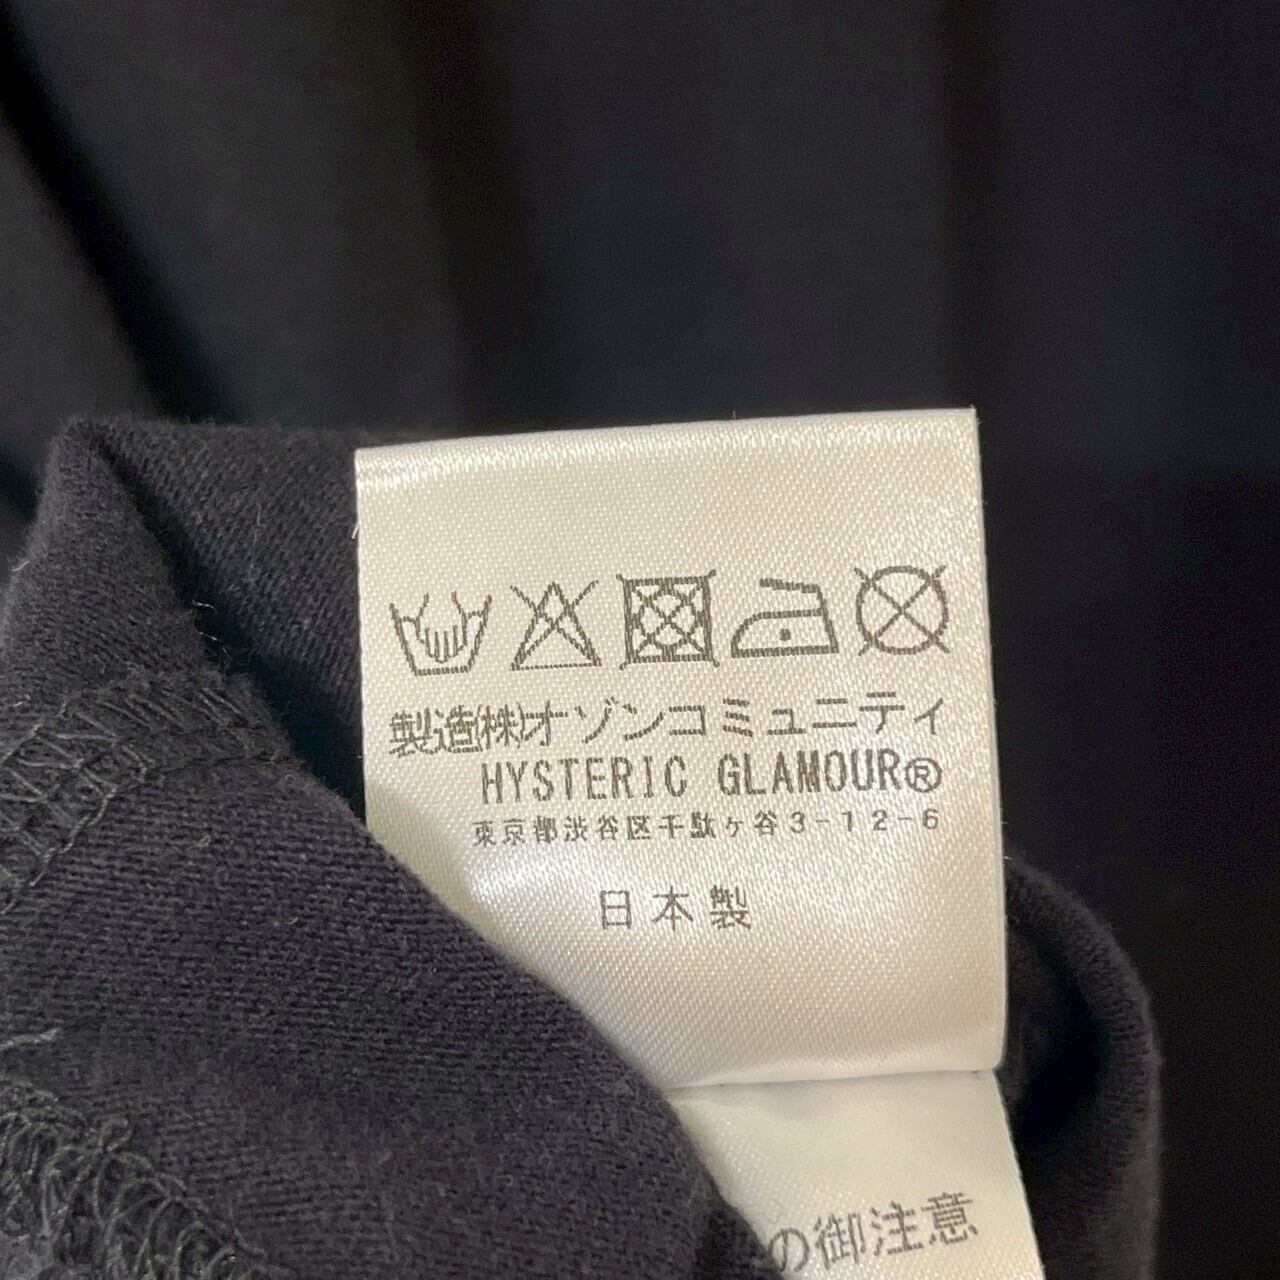 製造(株)オゾンコミュニティ
HYSTERIC GLAMOUR®
東京都渋谷区千駄ヶ谷3-12-6
日本製
の御注意